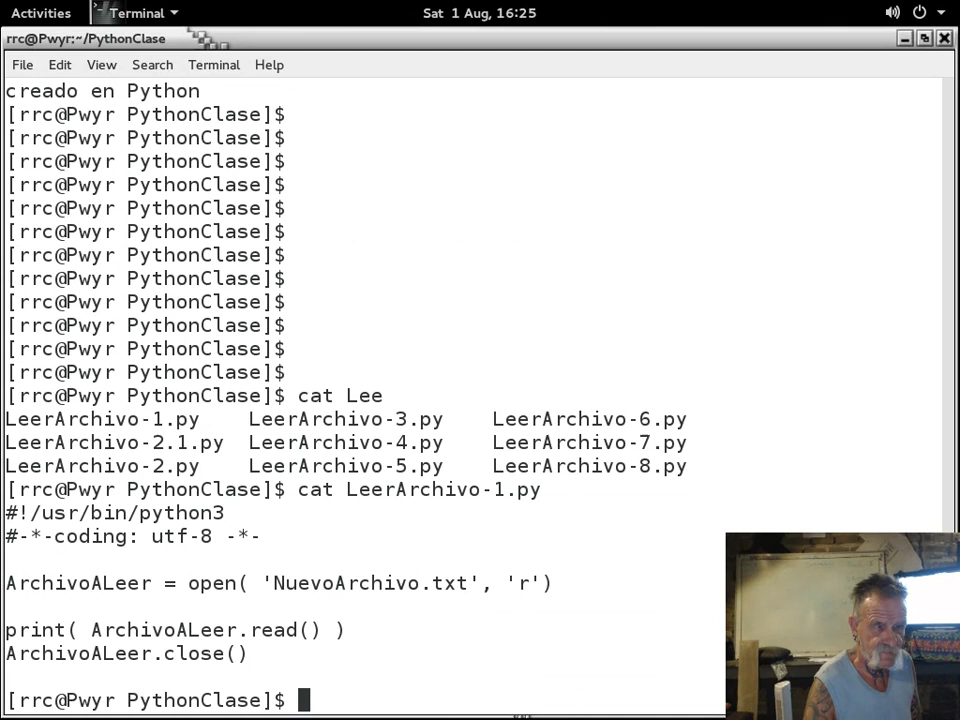 Activities Terminal Sat 1 Aug, 16:25
rrc@Pwyr:~/PythonClase
File Edit View Search Terminal Help
creado en Python
[rrc@Pwyr PythonClase]$
[rrc@Pwyr PythonClase]$
[rrc@Pwyr PythonClase]$
[rrc@Pwyr PythonClase]$
[rrc@Pwyr PythonClase]$
[rrc@Pwyr PythonClase]$
[rrc@Pwyr PythonClase]$
[rrc@Pwyr PythonClase]$
[rrc@Pwyr PythonClase]$
[rrc@Pwyr PythonClase]$
[rrc@Pwyr PythonClase]$
[rrc@Pwyr PythonClase]$
[rrc@Pwyr PythonClase]$ cat Lee
LeerArchivo-1.py LeerArchivo-3.py LeerArchivo-6.py
LeerArchivo-2.1.py LeerArchivo-4.py LeerArchivo-7.py
LeerArchivo-2.py LeerArchivo-5.py LeerArchivo-8.py
[rrc@Pwyr PythonClase]$ cat LeerArchivo-1.py
#!/usr/bin/python3
#-*-coding: utf-8 -*-
ArchivoALeer = open( 'NuevoArchivo.txt', 'r')
print( ArchivoALeer.read() )
ArchivoALeer.close()
[rrc@Pwyr PythonClase]$